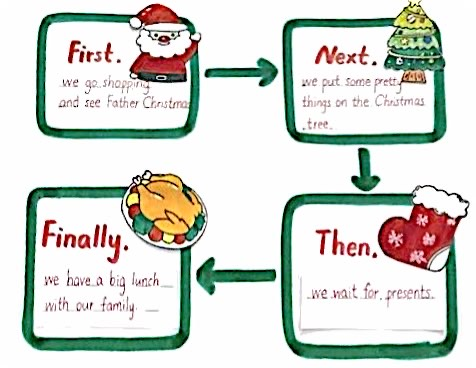 First.
we go shopping
and see Father Christmas
Next.
we put some pretty
things on the Christmas
tree.
Then.
we wait for presents.
Finally.
we have a big lunch
with our family.